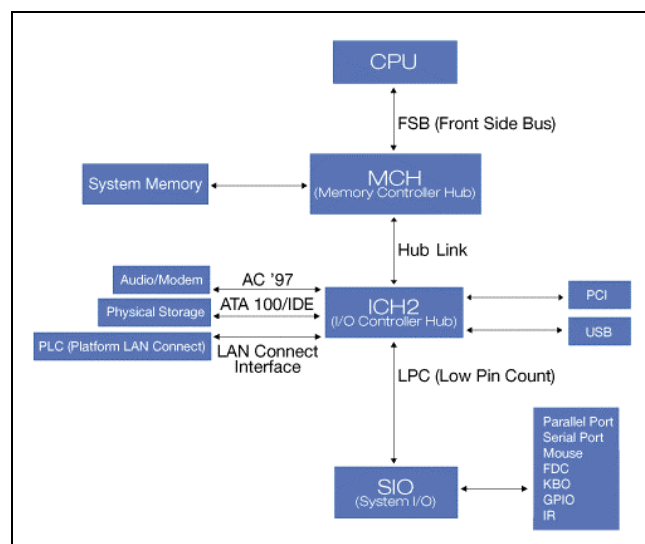 CPU
FSB (Front Side Bus)
System Memory
MCH
(Memory Controller Hub)
Hub Link
Audio/Modem
AC '97
Physical Storage
ATA 100/IDE
PLC (Platform LAN Connect)
LAN Connect
Interface
ICH2
(I/O Controller Hub)
PCI
USB
LPC (Low Pin Count)
SIO
(System I/O)
Parallel Port
Serial Port
Mouse
FDC
KBO
GPIO
IR